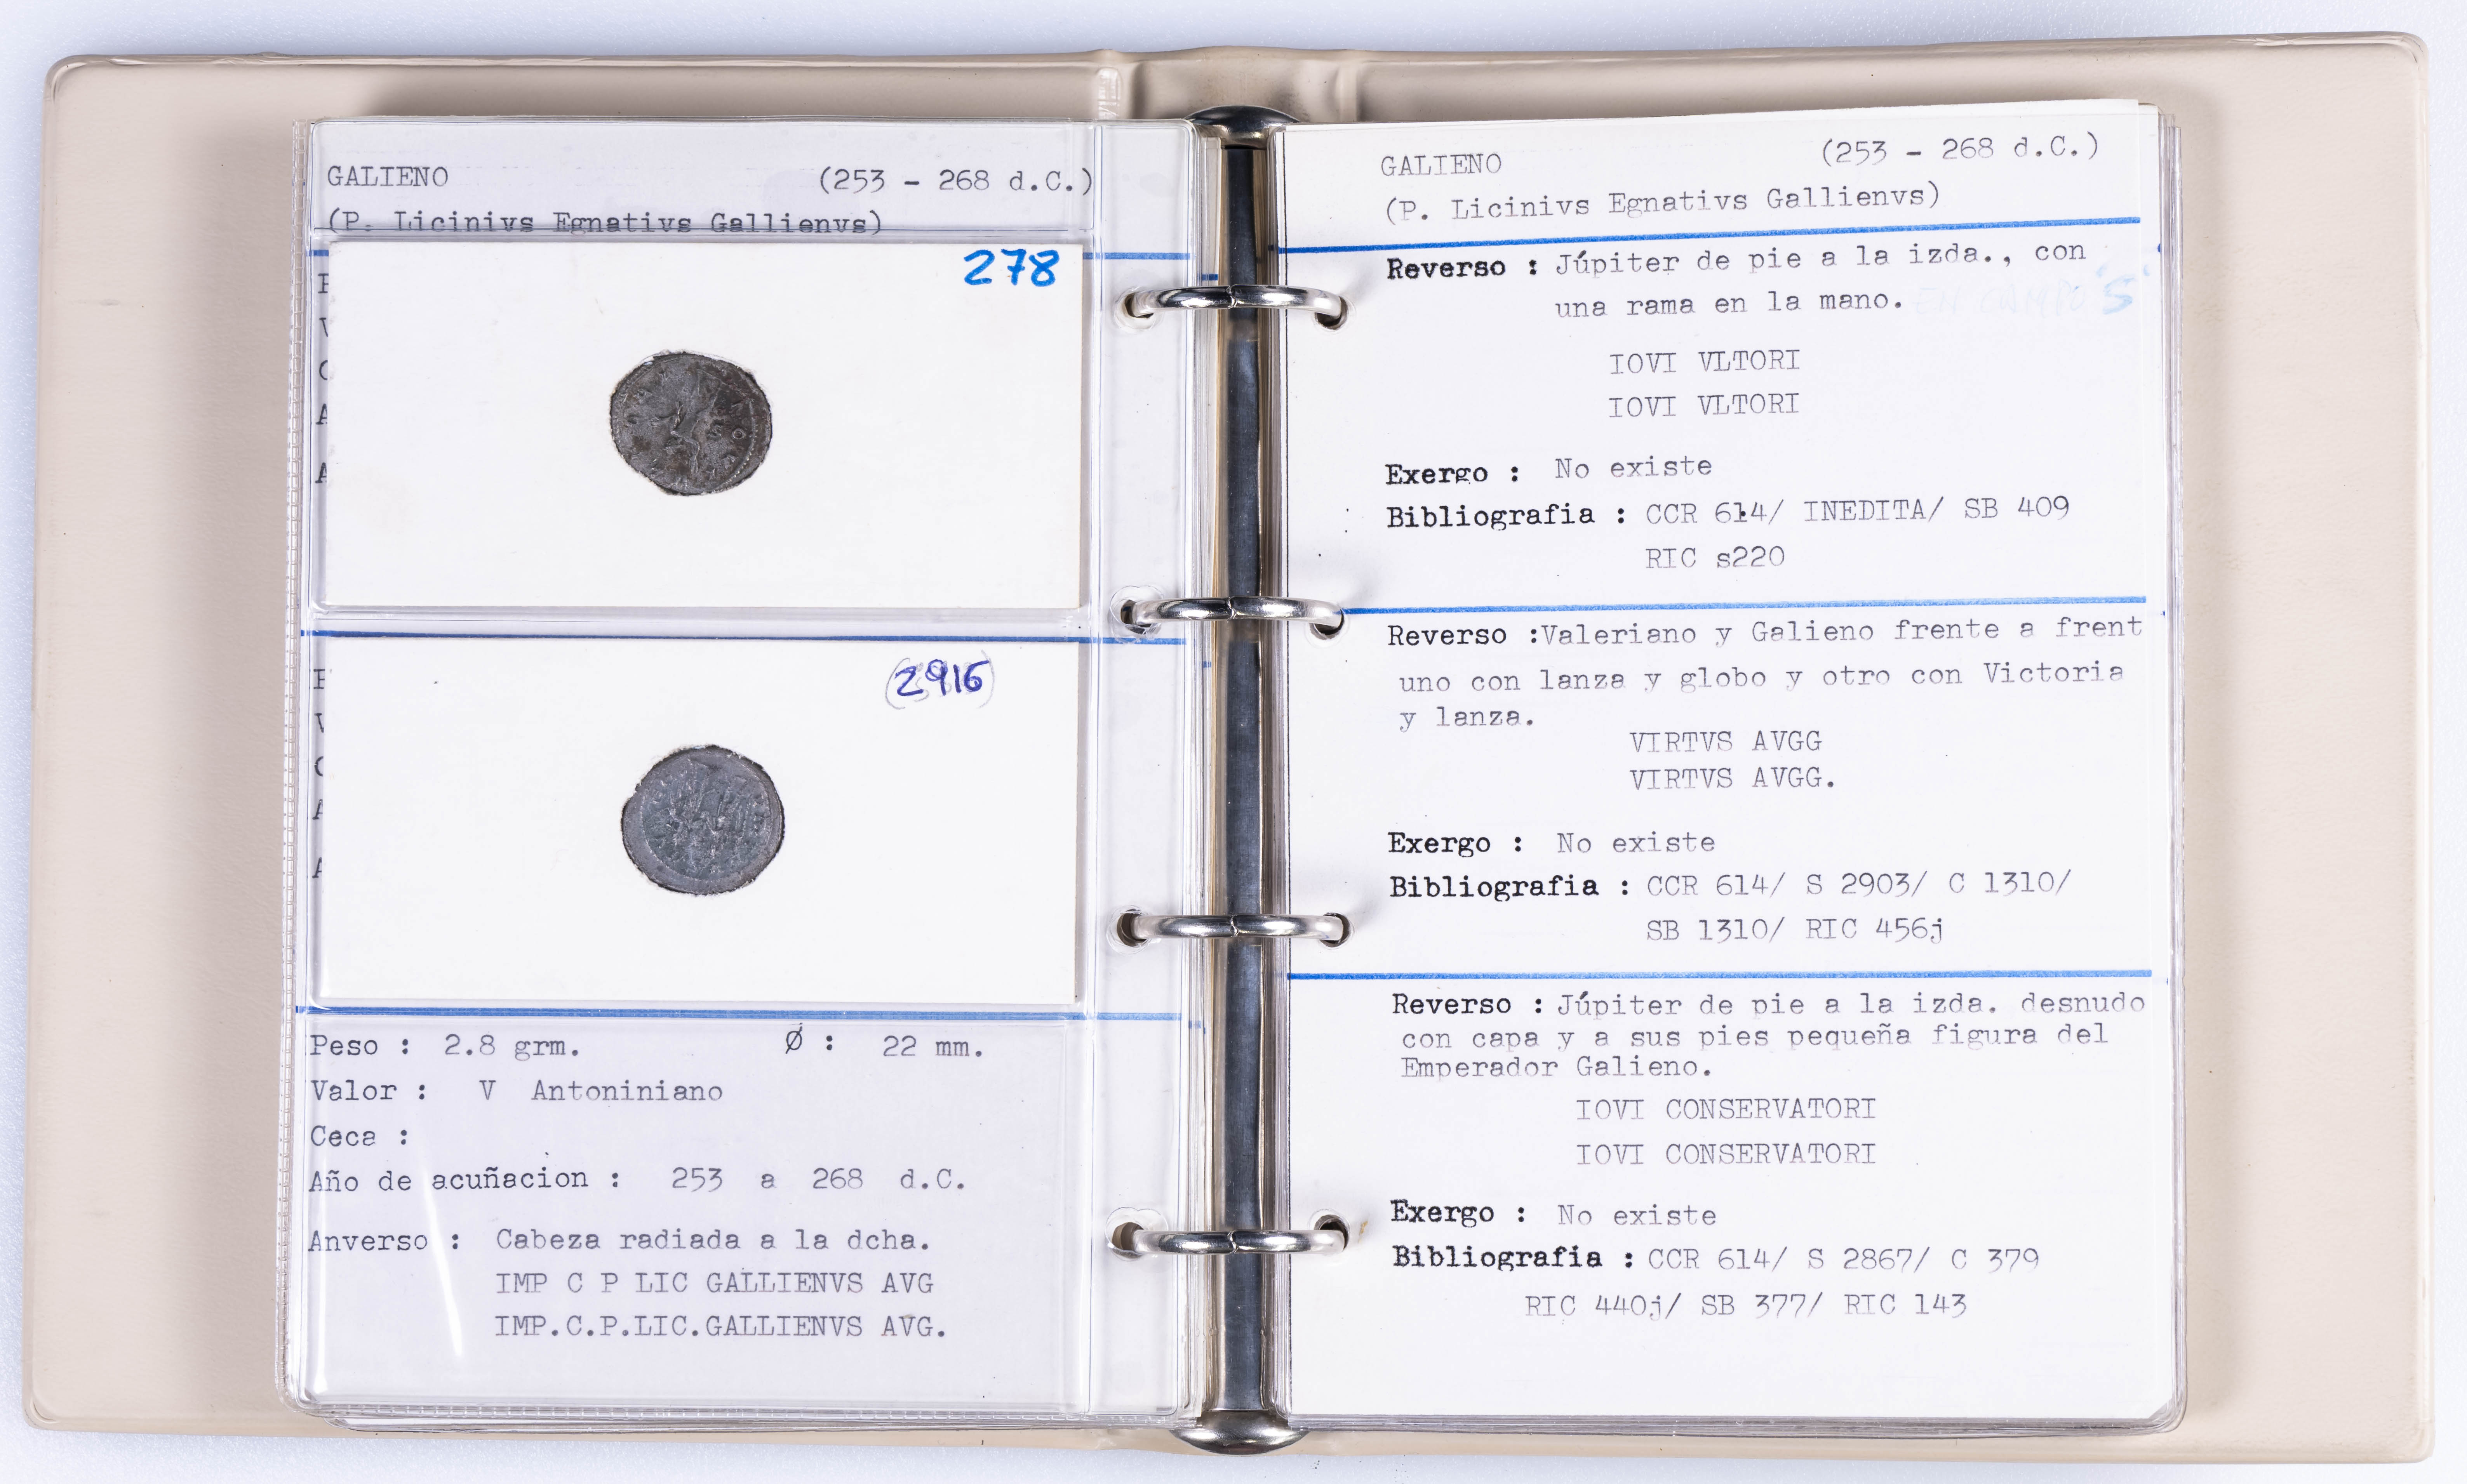 GALIENO (253 - 268 d.C.)
(P. Licinivs Egnativs Gallienvs)
278
(2916)
Peso : 2.8 grm. Ø : 22 mm.
Valor : V Antoniniano
Ceca :
Año de acuñacion : 253 a 268 d.C.
Anverso : Cabeza radiada a la dcha.
IMP C P LIC GALLIENVS AVG
IMP.C.P.LIC.GALLIENVS AVG.
GALIENO (253 - 268 d.C.)
(P. Licinivs Egnativs Gallienvs)
Reverso : Júpiter de pie a la izda., con
una rama en la mano. EN CAMPO "S"
IOVI VLTORI
IOVI VLTORI
Exergo : No existe
Bibliografia : CCR 614/ INEDITA/ SB 409
RIC s220
Reverso :Valeriano y Galieno frente a frent
uno con lanza y globo y otro con Victoria
y lanza.
VIRTVS AVGG
VIRTVS AVGG.
Exergo : No existe
Bibliografia : CCR 614/ S 2903/ C 1310/
SB 1310/ RIC 456j
Reverso : Júpiter de pie a la izda. desnudo
con capa y a sus pies pequeña figura del
Emperador Galieno.
IOVI CONSERVATORI
IOVI CONSERVATORI
Exergo : No existe
Bibliografia : CCR 614/ S 2867/ C 379
RIC 440j/ SB 377/ RIC 143